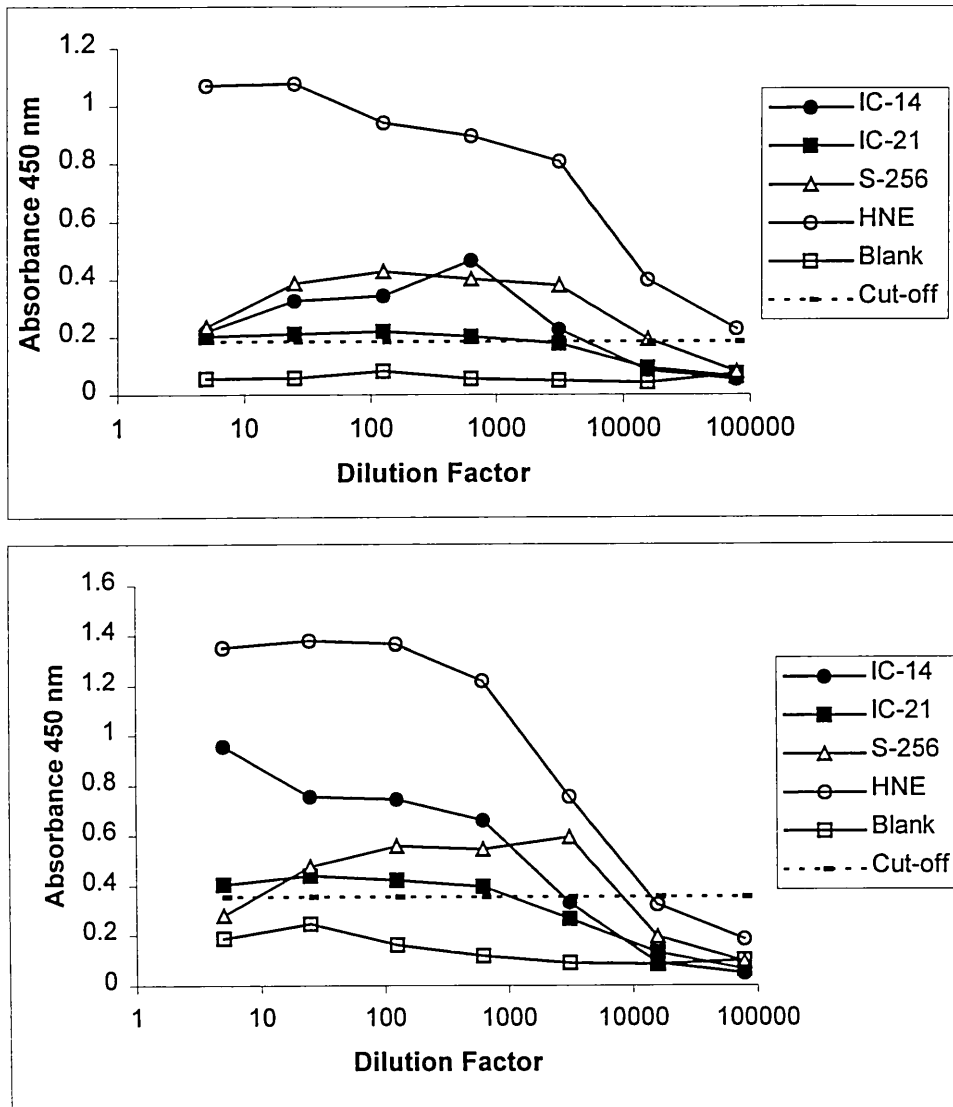 1.2
1
0.8
0.6
0.4
0.2
0
Absorbance 450 nm
1
10
100
1000
10000
100000
Dilution Factor
IC-14
IC-21
S-256
HNE
Blank
Cut-off
1.6
1.4
1.2
1
0.8
0.6
0.4
0.2
0
Absorbance 450 nm
1
10
100
1000
10000
100000
Dilution Factor
IC-14
IC-21
S-256
HNE
Blank
Cut-off